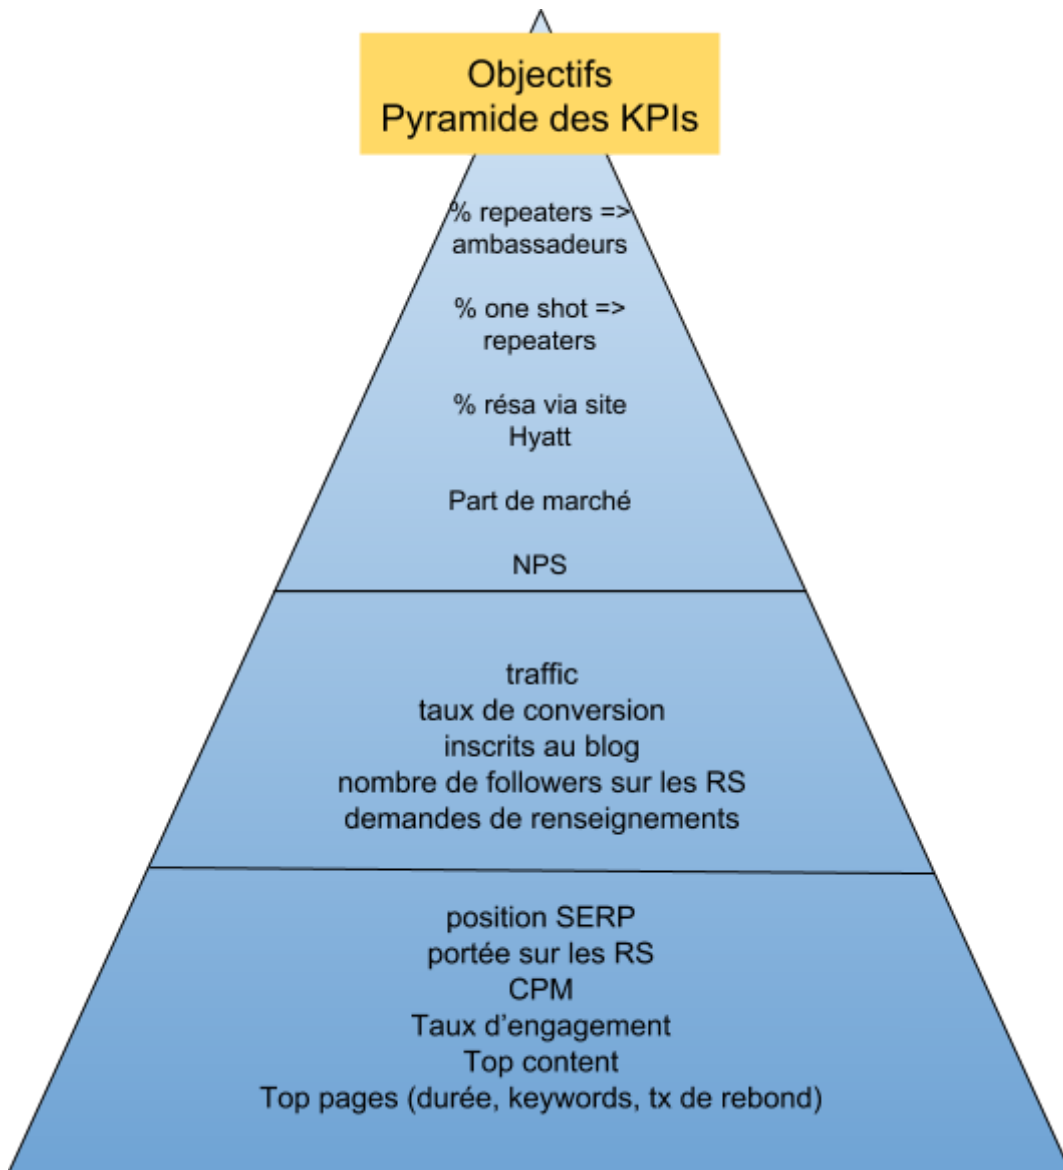 Objectifs
Pyramide des KPIs
% repeaters =>
ambassadeurs
% one shot =>
repeaters
% résa via site
Hyatt
Part de marché
NPS
traffic
taux de conversion
inscrits au blog
nombre de followers sur les RS
demandes de renseignements
position SERP
portée sur les RS
CPM
Taux d'engagement
Top content
Top pages (durée, keywords, tx de rebond)